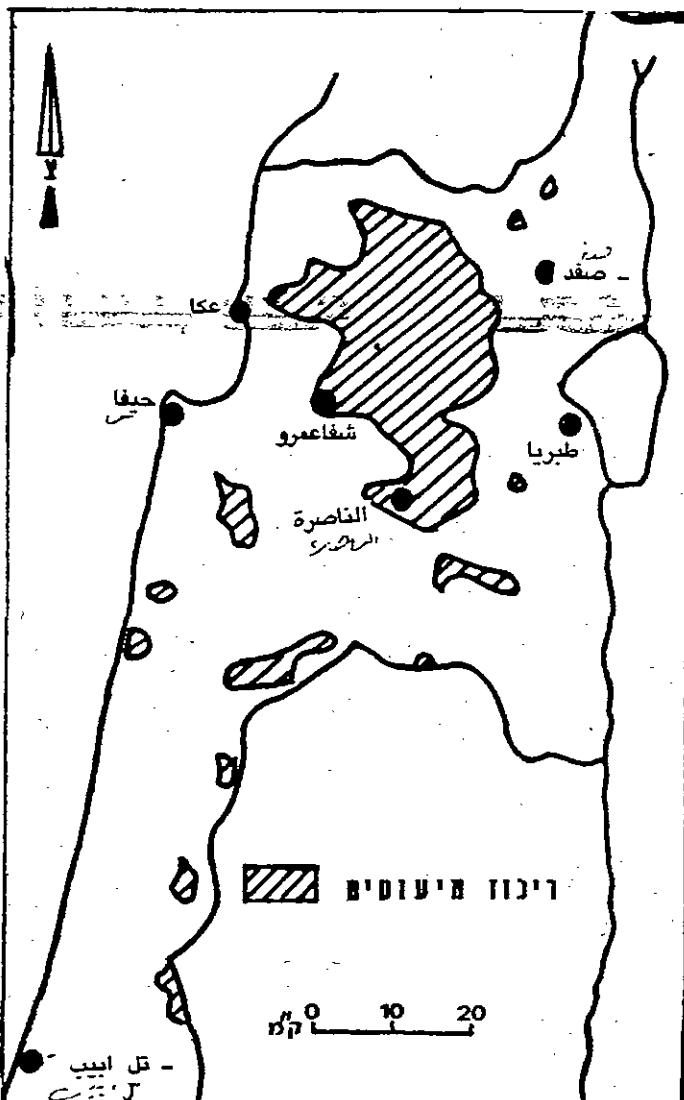 צ
صفد -
عكا
حيفا
شفاعمرو
طبريا
الناصرة
ריכוז מיעוטים
ק"מ 0 10 20
تل ابيب -